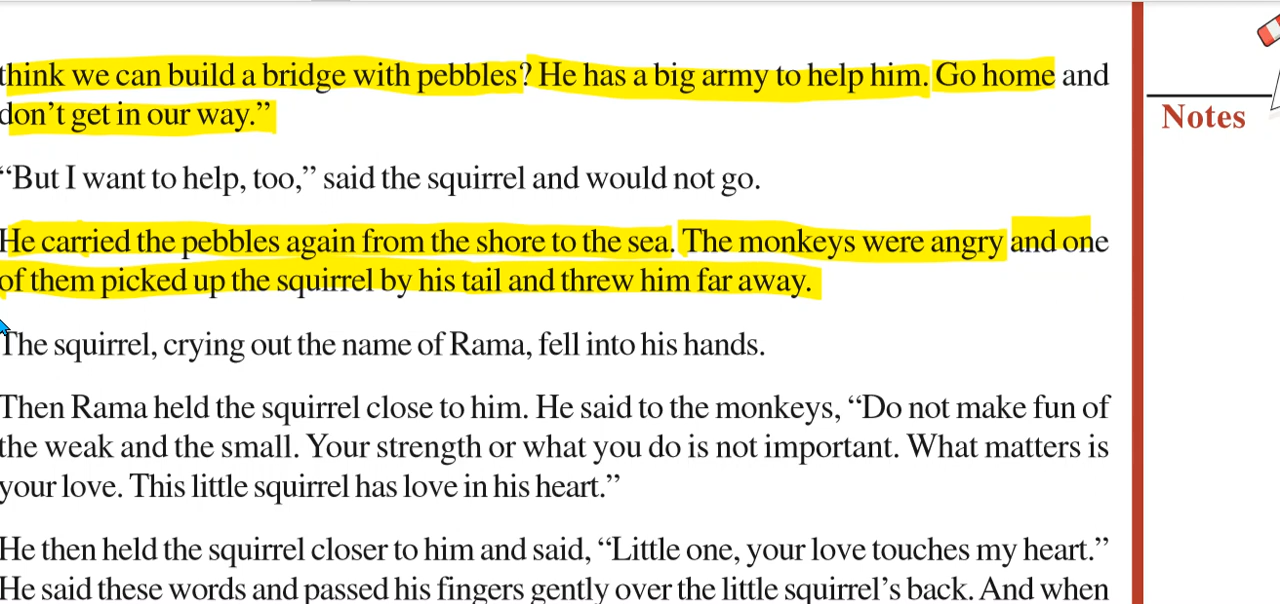 think we can build a bridge with pebbles? He has a big army to help him. Go home and
don’t get in our way.”
“But I want to help, too,” said the squirrel and would not go.
He carried the pebbles again from the shore to the sea. The monkeys were angry and one
of them picked up the squirrel by his tail and threw him far away.
The squirrel, crying out the name of Rama, fell into his hands.
Then Rama held the squirrel close to him. He said to the monkeys, “Do not make fun of
the weak and the small. Your strength or what you do is not important. What matters is
your love. This little squirrel has love in his heart.”
He then held the squirrel closer to him and said, “Little one, your love touches my heart.”
He said these words and passed his fingers gently over the little squirrel’s back. And when
Notes